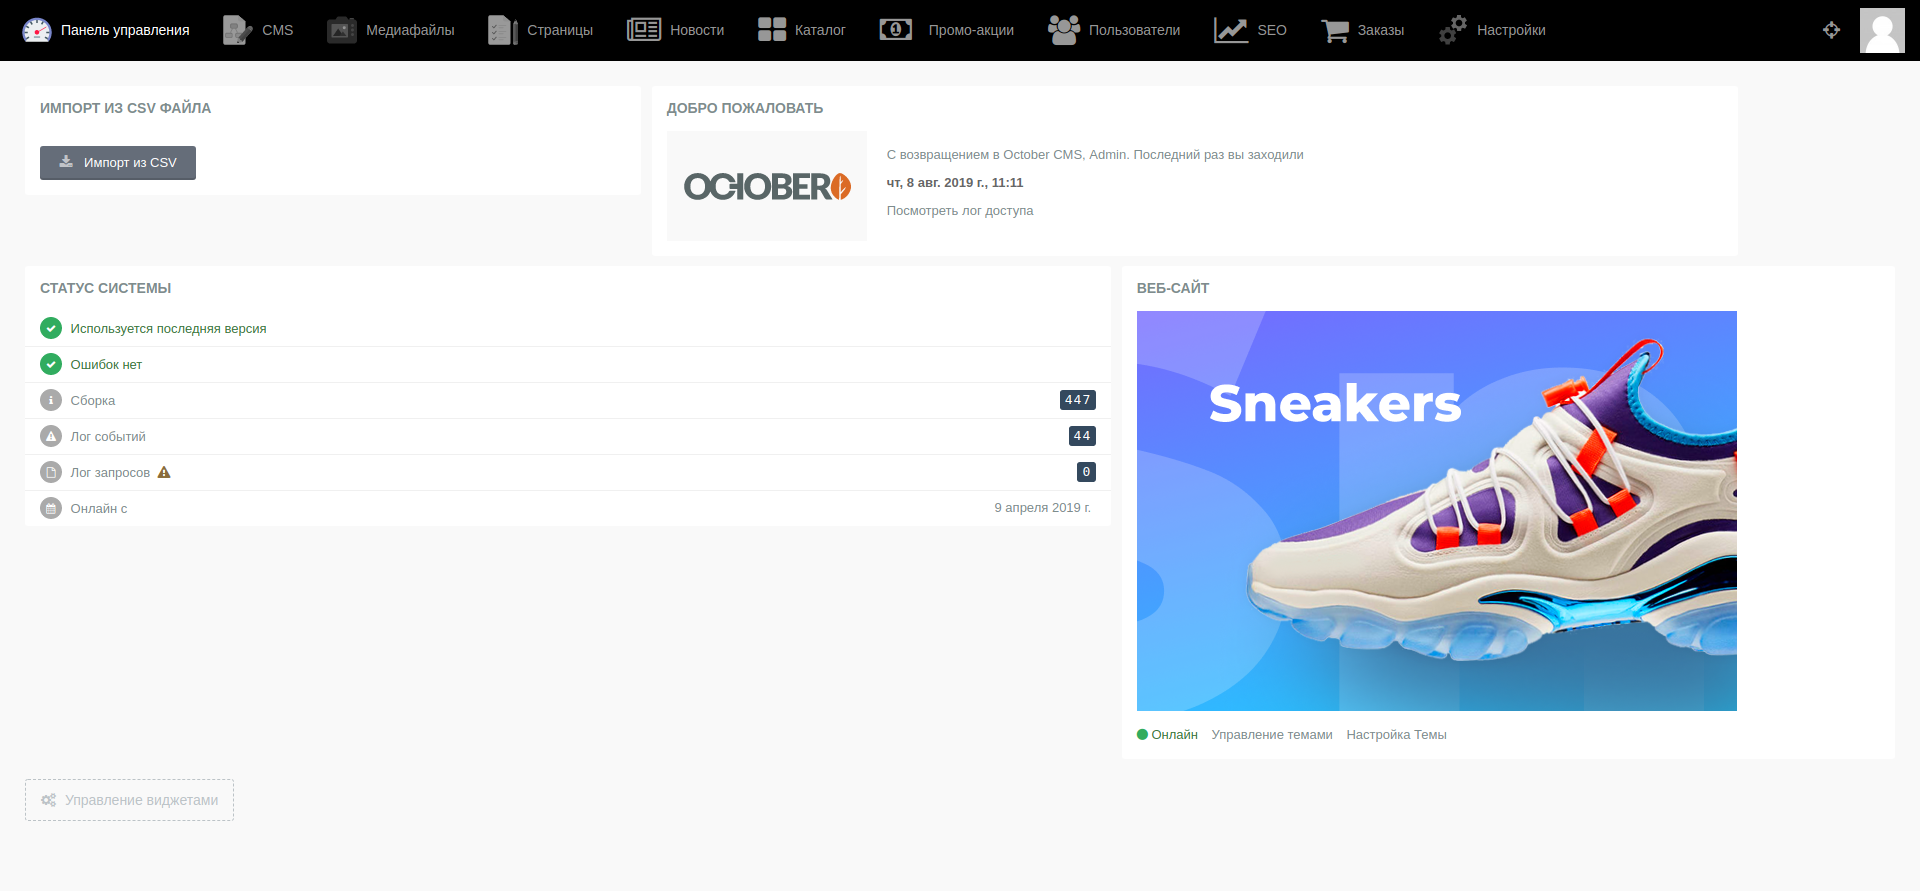 Панель управления
CMS
Медиафайлы
Страницы
Новости
Каталог
Промо-акции
Пользователи
SEO
Заказы
Настройки
ИМПОРТ ИЗ CSV ФАЙЛА
Импорт из CSV
ДОБРО ПОЖАЛОВАТЬ
OCTOBER
С возвращением в October CMS, Admin. Последний раз вы заходили
чт, 8 авг. 2019 г., 11:11
Посмотреть лог доступа
СТАТУС СИСТЕМЫ
Используется последняя версия
Ошибок нет
Сборка 447
Лог событий 44
Лог запросов 0
Онлайн с 9 апреля 2019 г.
ВЕБ-САЙТ
Sneakers
Онлайн Управление темами Настройка Темы
Управление виджетами